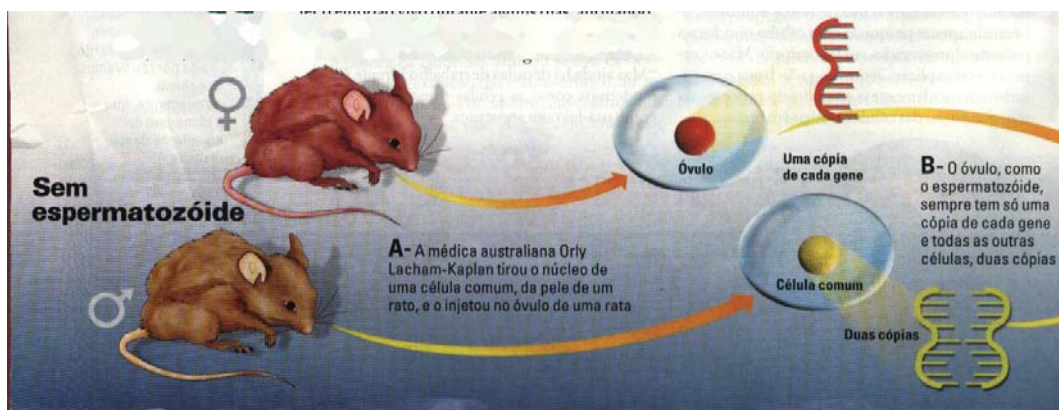 Sem
espermatozóide
A- A médica australiana Orly
Lacham-Kaplan tirou o núcleo de
uma célula comum, da pele de um
rato, e o injetou no óvulo de uma rata
Óvulo
Uma cópia
de cada gene
Célula comum
Duas cópias
B- O óvulo, como
o espermatozóide,
sempre tem só uma
cópia de cada gene
e todas as outras
células, duas cópias